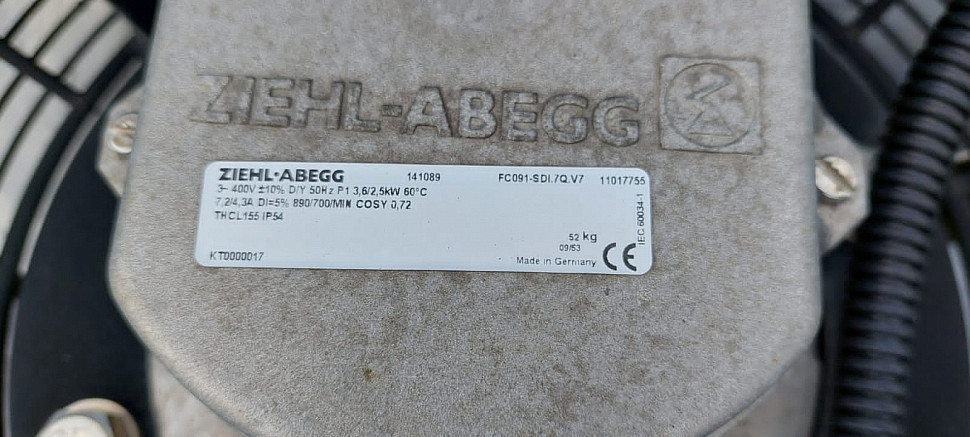 ZIEHL-ABEGG
ZIEHL-ABEGG 141089 FC091-SDI.7Q.V7 11017755
3~ 400V ±10% D/Y 50Hz P1 3,6/2,5kW 60°C
7,2/4,3A DI=5% 890/700/MIN COSY 0,72
THCL155 IP54
IEC 60034-1
52 kg
09/53
KT0000017 Made in Germany CE